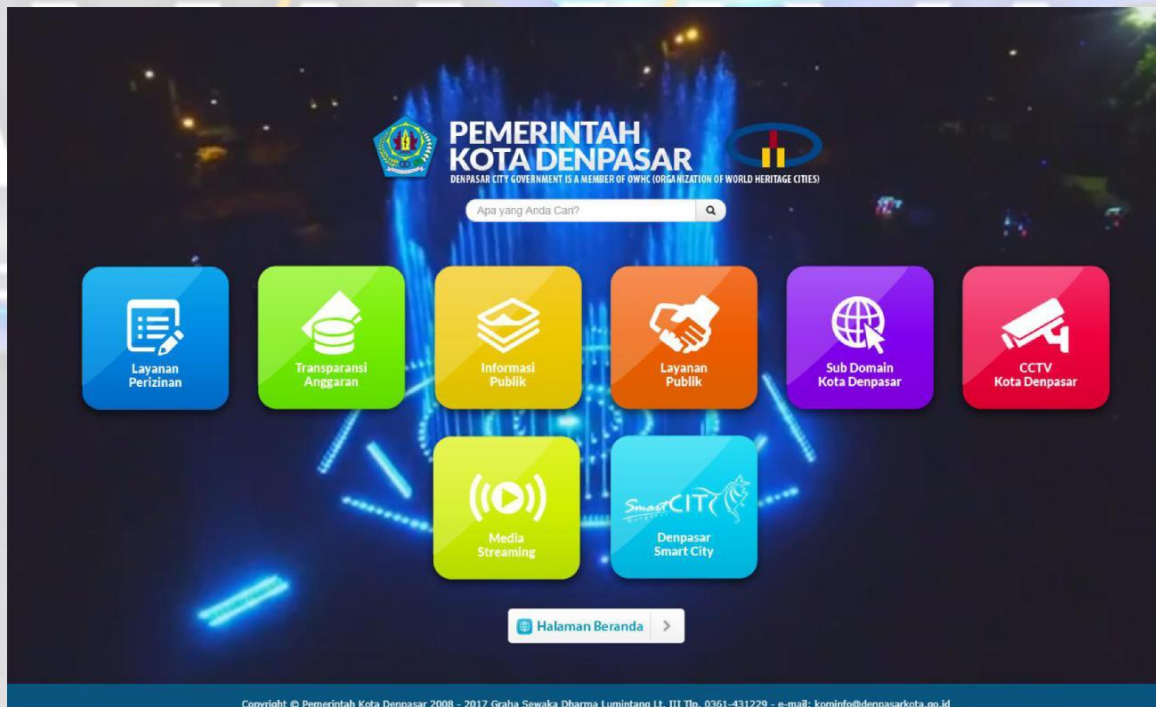 PEMERINTAH
KOTA DENPASAR
DENPASAR CITY GOVERNMENT IS A MEMBER OF OWHC (ORGANIZATION OF WORLD HERITAGE CITIES)
Apa yang Anda Cari?
Layanan
Perizinan
Transparansi
Anggaran
Informasi
Publik
Layanan
Publik
Sub Domain
Kota Denpasar
CCTV
Kota Denpasar
Media
Streaming
Smart CITY
Denpasar
Smart City
Halaman Beranda
Copyright © Pemerintah Kota Denpasar 2008 - 2017 Graha Sewaka Dharma Lumintang Lt. III Tlp. 0361-431229 - e-mail: kominfo@denpasarkota.go.id